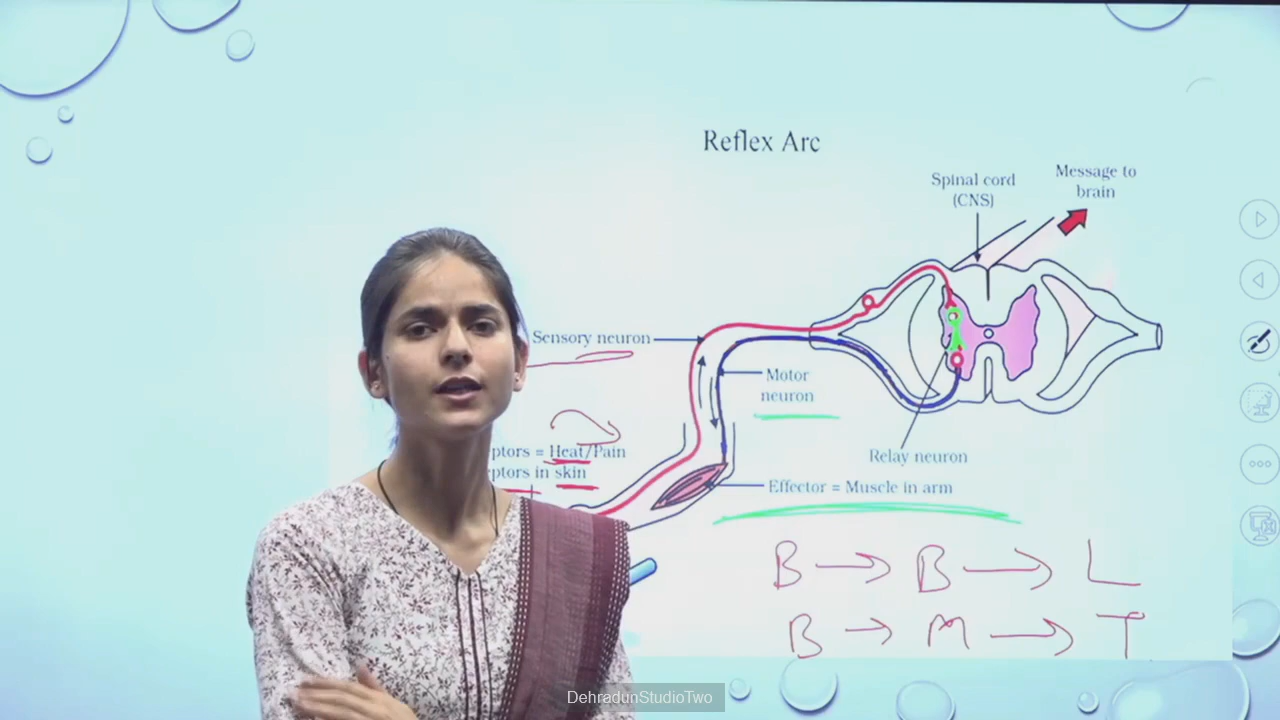 Reflex Arc
Spinal cord
(CNS)
Message to
brain
Sensory neuron
Motor
neuron
ptors = Heat/Pain
ptors in skin
Relay neuron
Effector = Muscle in arm
B → B → L
B → M → T
DehradunStudioTwo